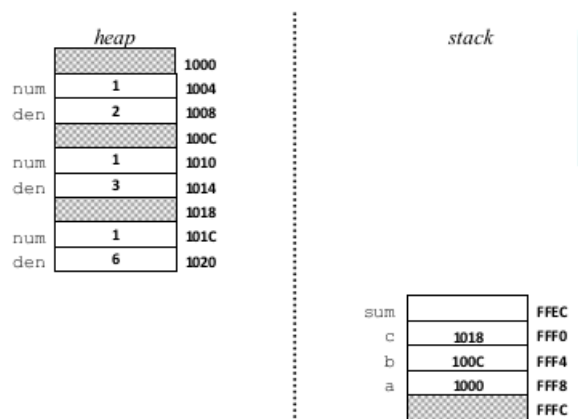 heap
1000
num 1 1004
den 2 1008
100C
num 1 1010
den 3 1014
1018
num 1 101C
den 6 1020
stack
sum FFEC
c 1018 FFF0
b 100C FFF4
a 1000 FFF8
FFFC